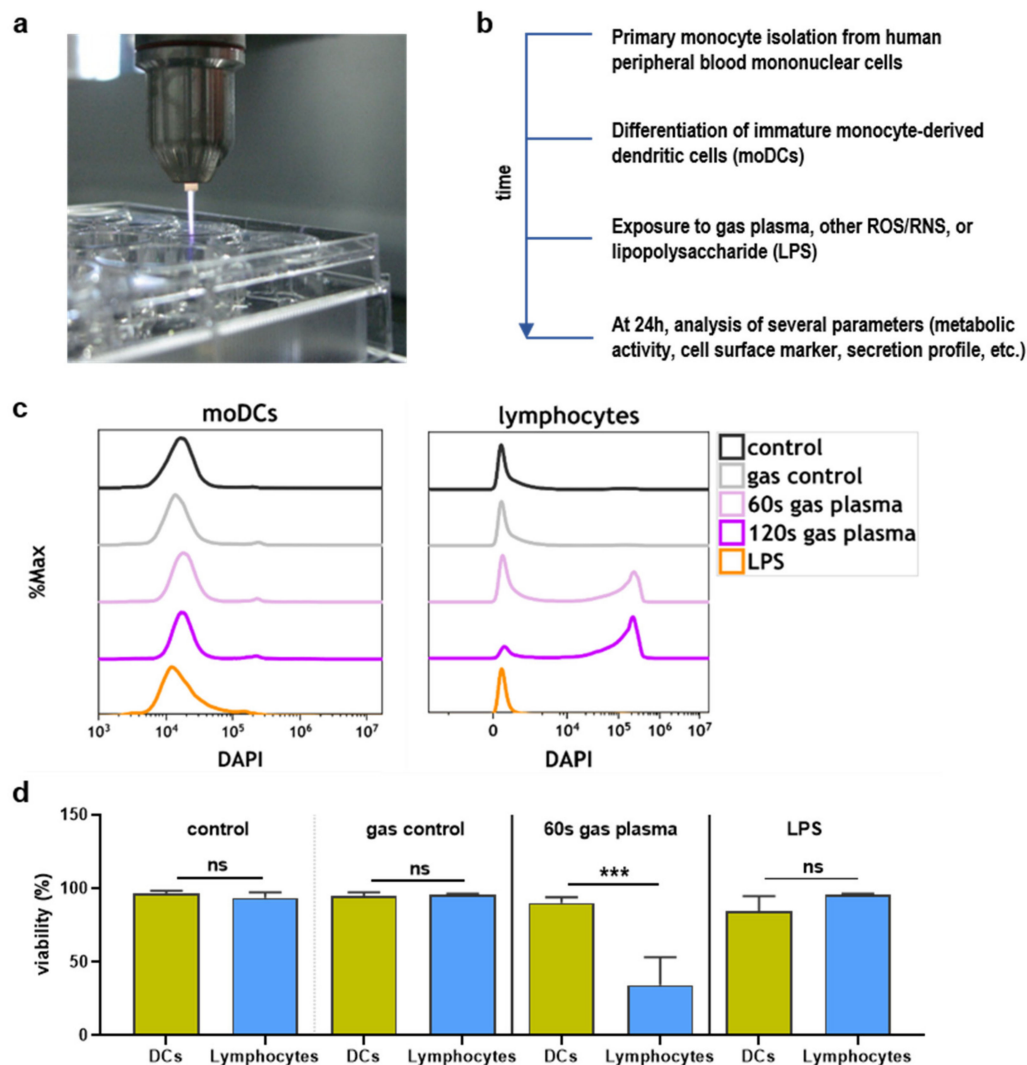 a
b
Primary monocyte isolation from human
peripheral blood mononuclear cells
Differentiation of immature monocyte-derived
dendritic cells (moDCs)
time
Exposure to gas plasma, other ROS/RNS, or
lipopolysaccharide (LPS)
At 24h, analysis of several parameters (metabolic
activity, cell surface marker, secretion profile, etc.)
c
moDCs
lymphocytes
control
gas control
60s gas plasma
120s gas plasma
LPS
%Max
10³ 10⁴ 10⁵ 10⁶ 10⁷
0 10⁴ 10⁵ 10⁶ 10⁷
DAPI
DAPI
d
150
100
50
0
viability (%)
control
gas control
60s gas plasma
LPS
ns
ns
***
ns
DCs Lymphocytes DCs Lymphocytes DCs Lymphocytes DCs Lymphocytes